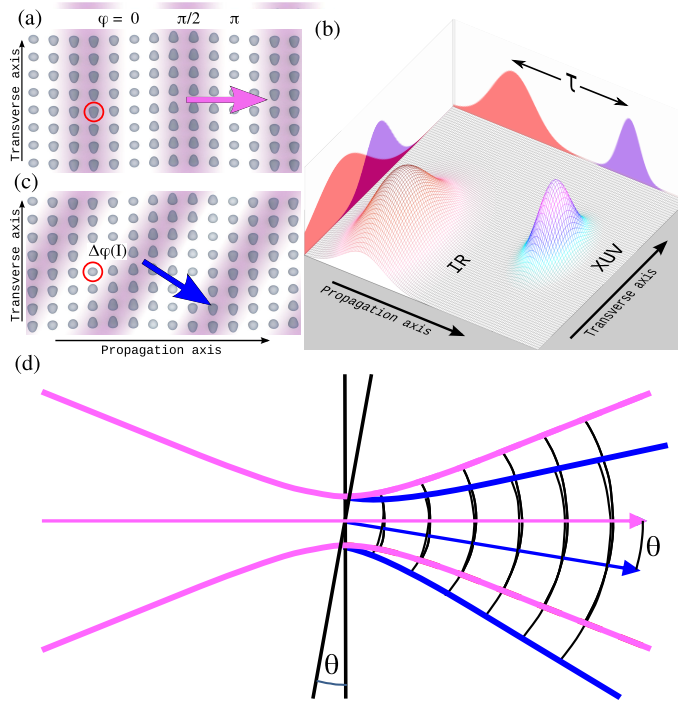 (a)
φ = 0 π/2 π
Transverse axis
(b)
τ
IR
XUV
Propagation axis
Transverse axis
(c)
Transverse axis
Δφ(I)
Propagation axis
(d)
θ
θ